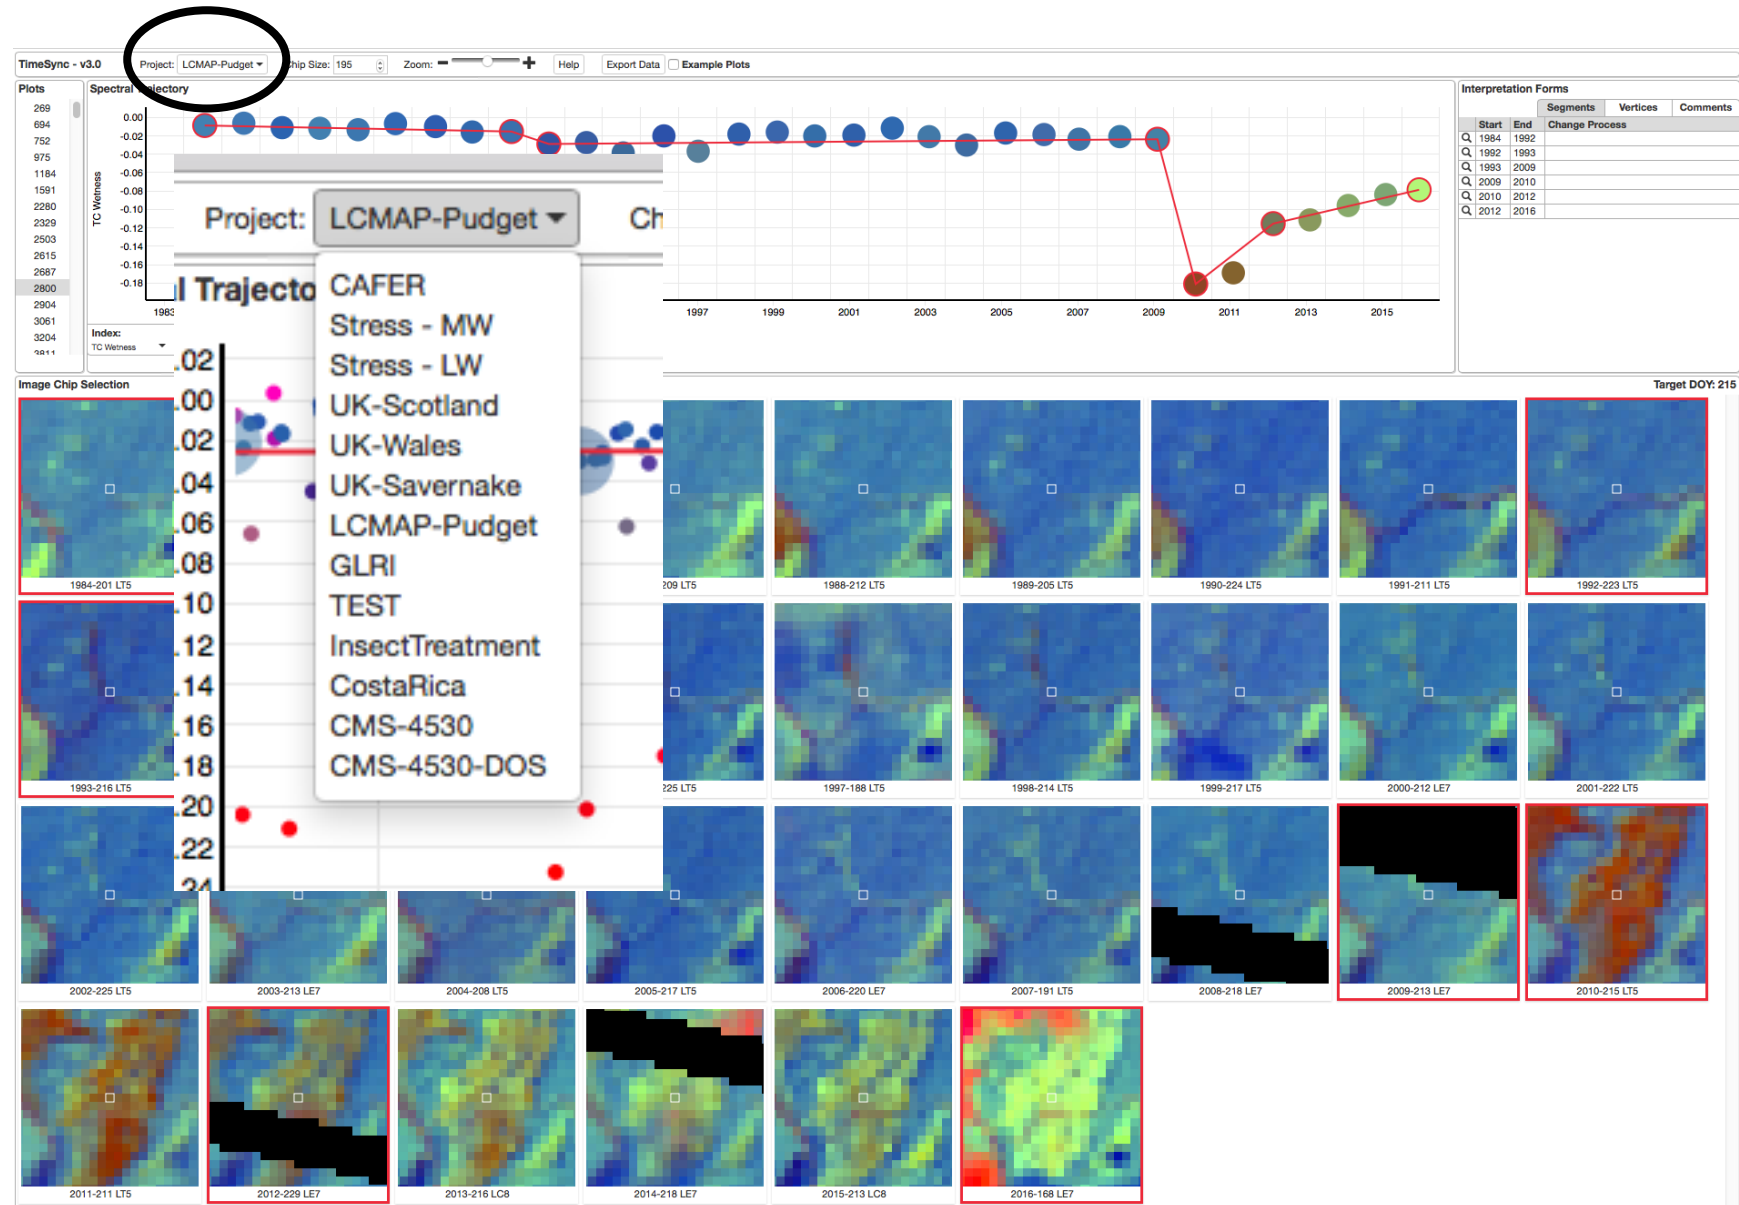 TimeSync - v3.0 Project: LCMAP-Pudget Chip Size: 195 Zoom: Help Export Data Example Plots
Plots
269
694
752
975
1184
1591
2280
2329
2503
2615
2687
2800
2904
3061
3204
3811
Spectral Trajectory
TC Wetness
0.00
-0.02
-0.04
-0.06
-0.08
-0.10
-0.12
-0.14
-0.16
-0.18
1983 1997 1999 2001 2003 2005 2007 2009 2011 2013 2015
Index:
TC Wetness
Interpretation Forms
Segments Vertices Comments
Start End Change Process
1984 1992
1992 1993
1993 2009
2009 2010
2010 2012
2012 2016
Project: LCMAP-Pudget Ch
l Trajecto
CAFER
Stress - MW
Stress - LW
UK-Scotland
UK-Wales
UK-Savernake
LCMAP-Pudget
GLRI
TEST
InsectTreatment
CostaRica
CMS-4530
CMS-4530-DOS
.02
.00
.02
.04
.06
.08
.10
.12
.14
.16
.18
.20
.22
.24
Image Chip Selection Target DOY: 215
1984-201 LT5 209 LT5 1988-212 LT5 1989-205 LT5 1990-224 LT5 1991-211 LT5 1992-223 LT5
1993-216 LT5 225 LT5 1997-188 LT5 1998-214 LT5 1999-217 LT5 2000-212 LE7 2001-222 LT5
2002-225 LT5 2003-213 LE7 2004-208 LT5 2005-217 LT5 2006-220 LE7 2007-191 LT5 2008-218 LE7 2009-213 LE7 2010-215 LT5
2011-211 LT5 2012-229 LE7 2013-216 LC8 2014-218 LE7 2015-213 LC8 2016-168 LE7